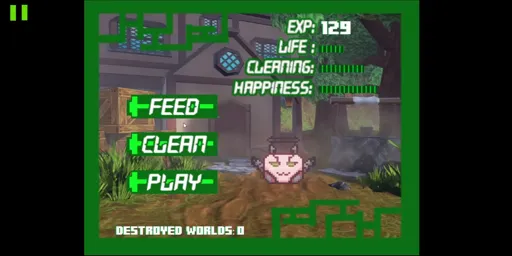 EXP: 129
LIFE :
CLEANING:
HAPPINESS:
FEED
CLEAN
PLAY
DESTROYED WORLDS: 0